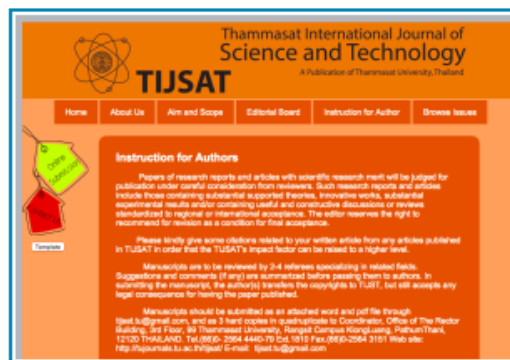 Thammasat International Journal of
Science and Technology
A Publication of Thammasat University, Thailand
TIJSAT
Home About Us Aim and Scope Editorial Board Instruction for Author Browse Issues
Online
Submission
Template
Instruction for Authors
Papers of research reports and articles with scientific research merit will be judged for
publication under careful consideration from reviewers. Such research reports and articles
include those containing substantial supported theories, innovative works, substantial
experimental results and/or containing useful and constructive discussions or reviews
standardized to regional or international acceptance. The editor reserves the right to
recommend for revision as a condition for final acceptance.
Please kindly give some citations related to your written article from any articles published
in TIJSAT in order that the TIJSAT's impact factor can be raised to a higher level.
Manuscripts are to be reviewed by 2-4 referees specializing in related fields.
Suggestions and comments (if any) are summarized before passing them to authors. In
submitting the manuscript, the author(s) transfers the copyrights to TIJST, but still accepts any
legal consequence for having the paper published.
Manuscripts should be submitted as an attached word and pdf file through
tijsat.tu@gmail.com, and as 3 hard copies in quadruplicate to Coordinator, Office of The Rector
Building, 3rd Floor, 99 Thammasat University, Rangsit Campus KlongLuang, PathumThani,
12120 THAILAND. Tel.(66)0- 2564 4440-79 Ext.1810 Fax.(66)0-2564 3151 Web site:
http://tujournals.tu.ac.th/tijsat/ E-mail: tijsat.tu@gmail.com